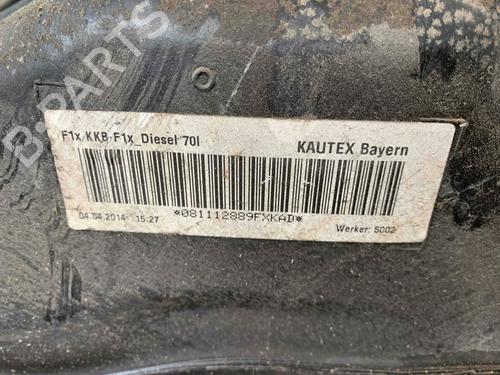 F1x KKB F1x_Diesel 70l
KAUTEX Bayern
*081112889FXKAD*
04.04.2014 15:27
Werker: 5002
B-PARTS